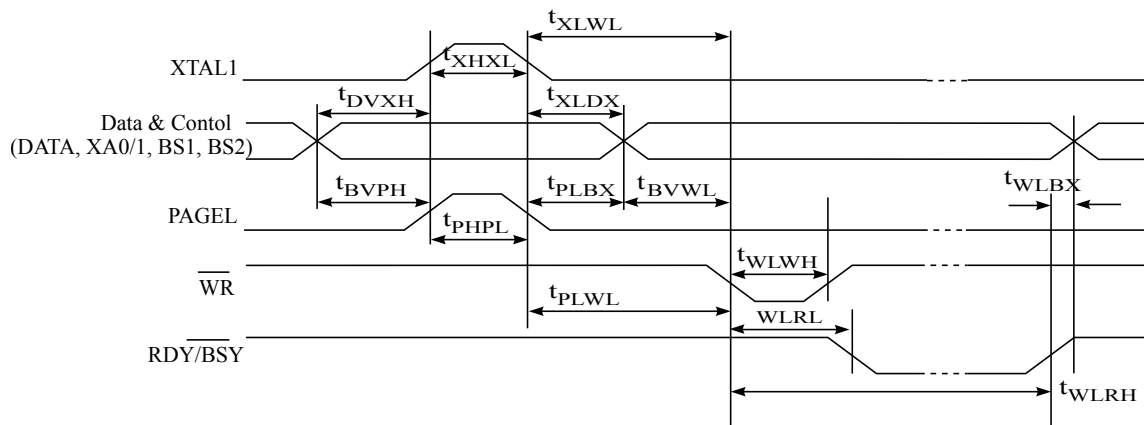 tXLWL
XTAL1
tXHXL
tDVXH
tXLDX
Data & Contol
(DATA, XA0/1, BS1, BS2)
tBVPH
tPLBX
tBVWL
tWLBX
PAGEL
tPHPL
tWLWH
WR
tPLWL
WLRL
RDY/BSY
tWLRH